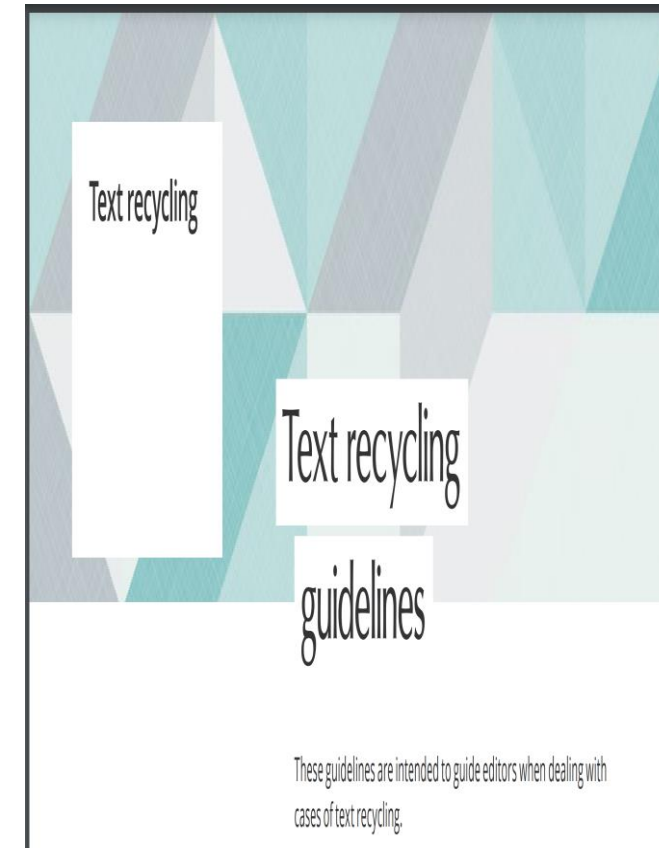 Text recycling
Text recycling
guidelines
These guidelines are intended to guide editors when dealing with
cases of text recycling.